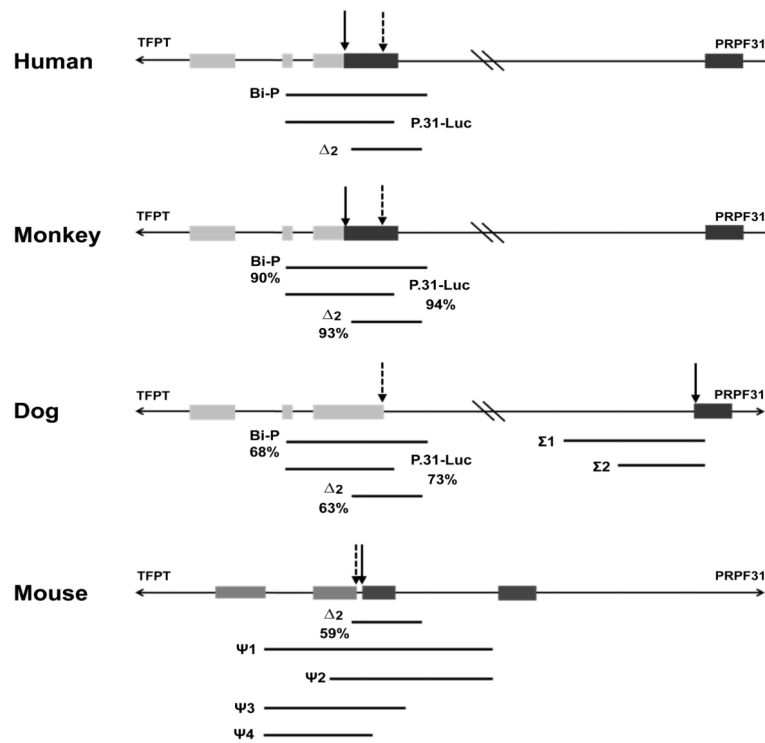 TFPT PRPF31
Human
Bi-P
P.31-Luc
Δ2
TFPT PRPF31
Monkey
Bi-P
90%
P.31-Luc
94%
Δ2
93%
TFPT PRPF31
Dog
Bi-P
68%
Σ1
P.31-Luc
73%
Σ2
Δ2
63%
TFPT PRPF31
Mouse
Δ2
59%
Ψ1
Ψ2
Ψ3
Ψ4